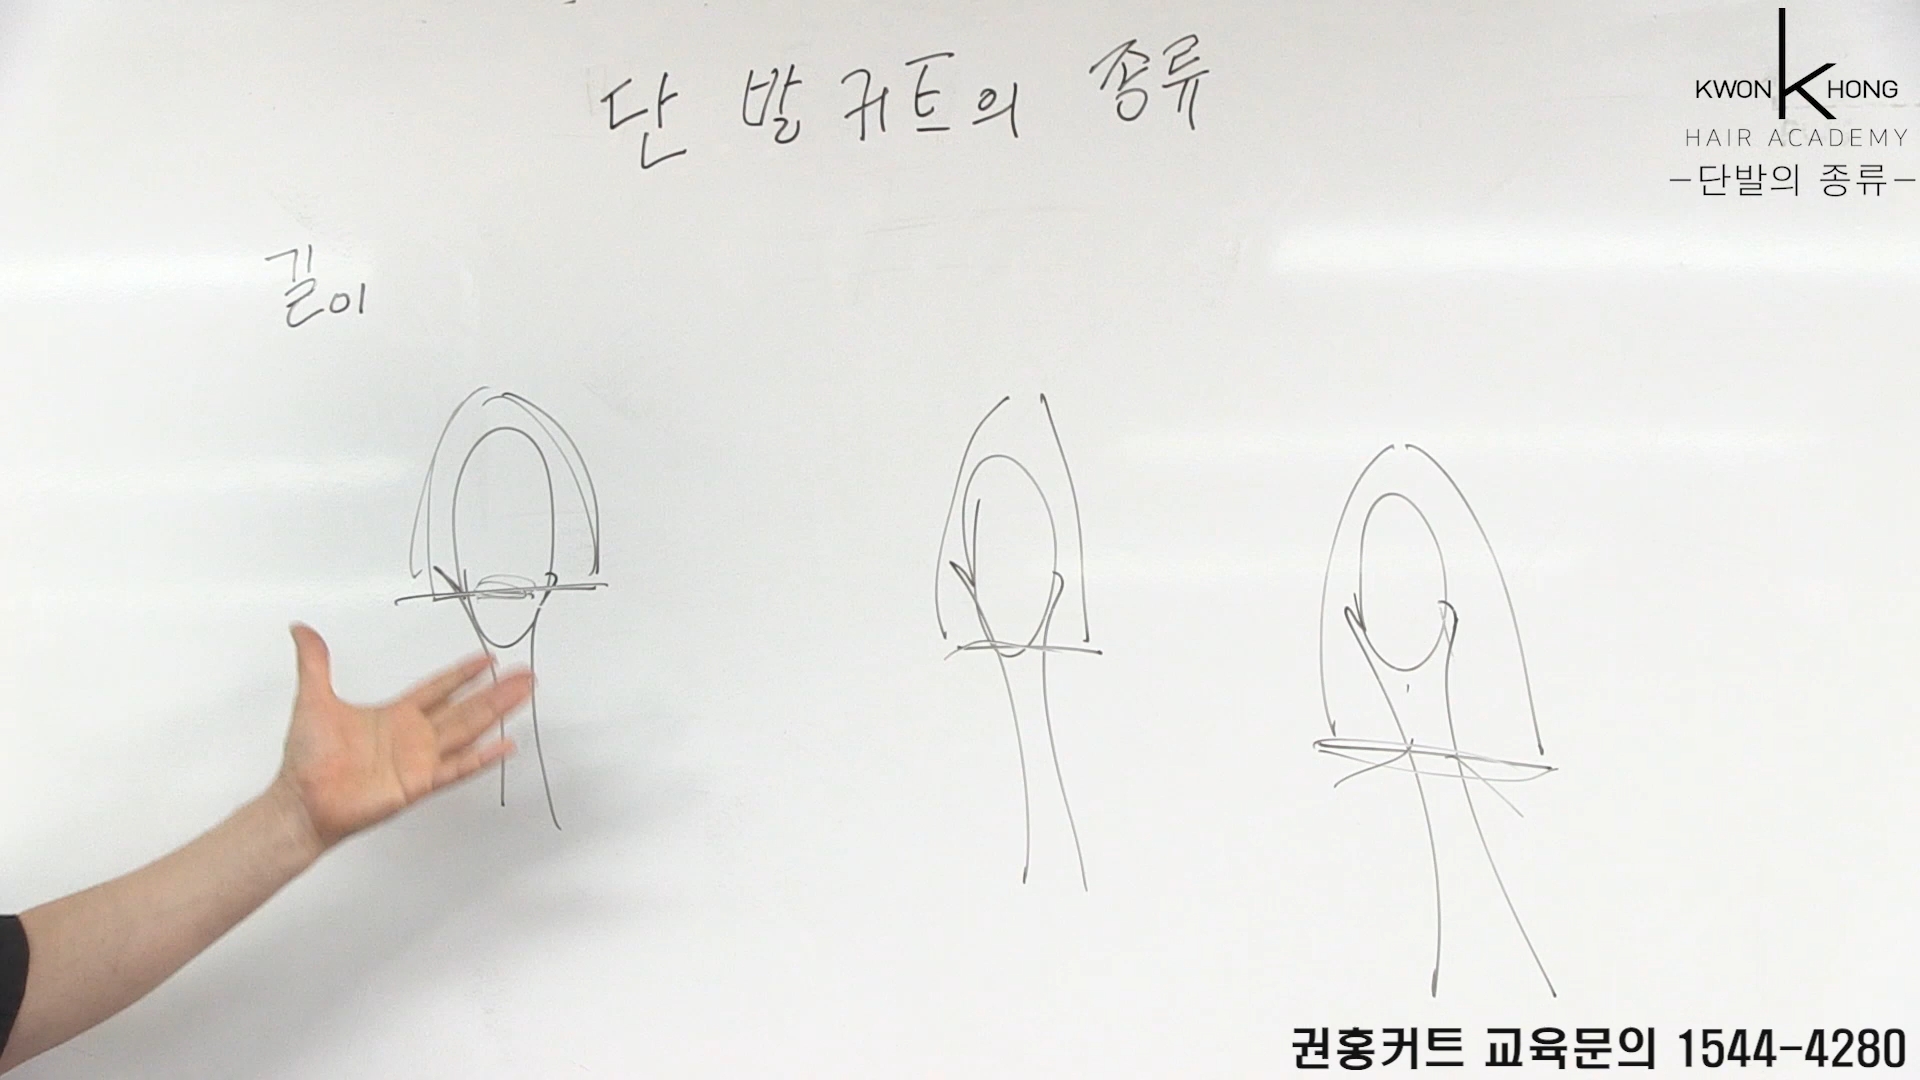 단발 커트의 종류
KWON K HONG
HAIR ACADEMY
-단발의 종류-
길이
권홍커트 교육문의 1544-4280